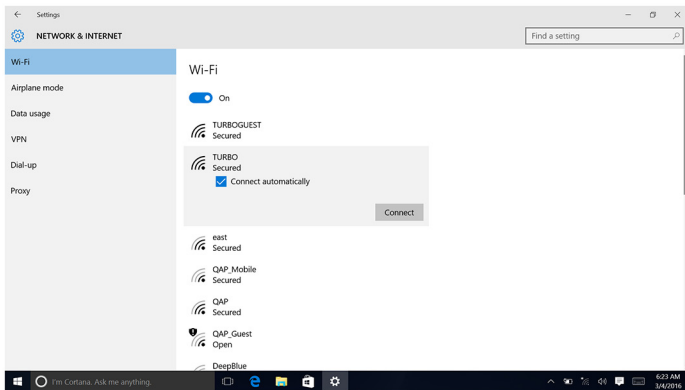 Settings
NETWORK & INTERNET
Find a setting
Wi-Fi
Airplane mode
Data usage
VPN
Dial-up
Proxy
Wi-Fi
On
TURBOGUEST
Secured
TURBO
Secured
Connect automatically
Connect
east
Secured
QAP_Mobile
Secured
QAP
Secured
QAP_Guest
Open
DeepBlue
I'm Cortana. Ask me anything.
6:23 AM
3/4/2016